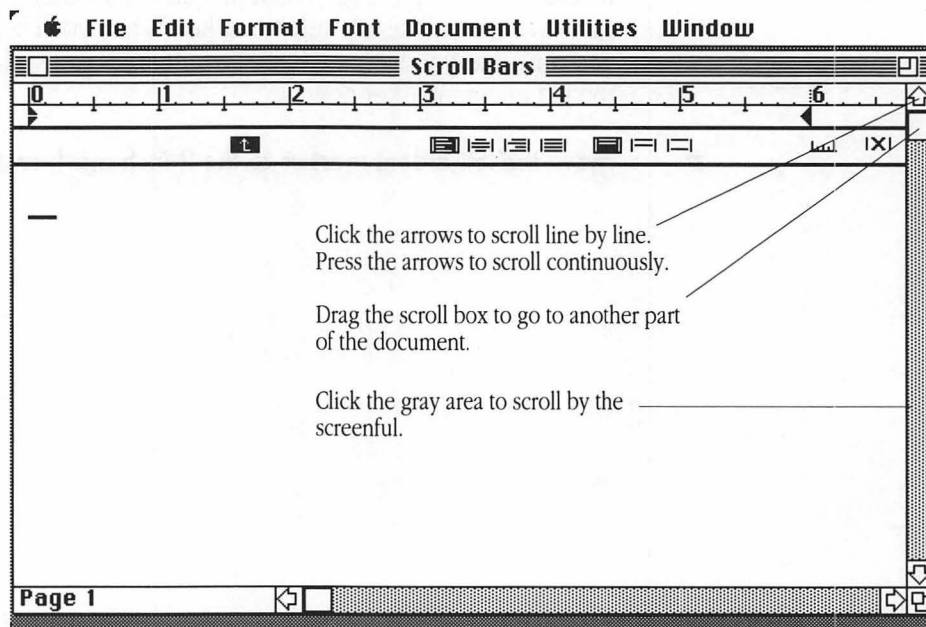 File Edit Format Font Document Utilities Window
Scroll Bars
0 1 2 3 4 5 6
Click the arrows to scroll line by line.
Press the arrows to scroll continuously.
Drag the scroll box to go to another part
of the document.
Click the gray area to scroll by the
screenful.
Page 1